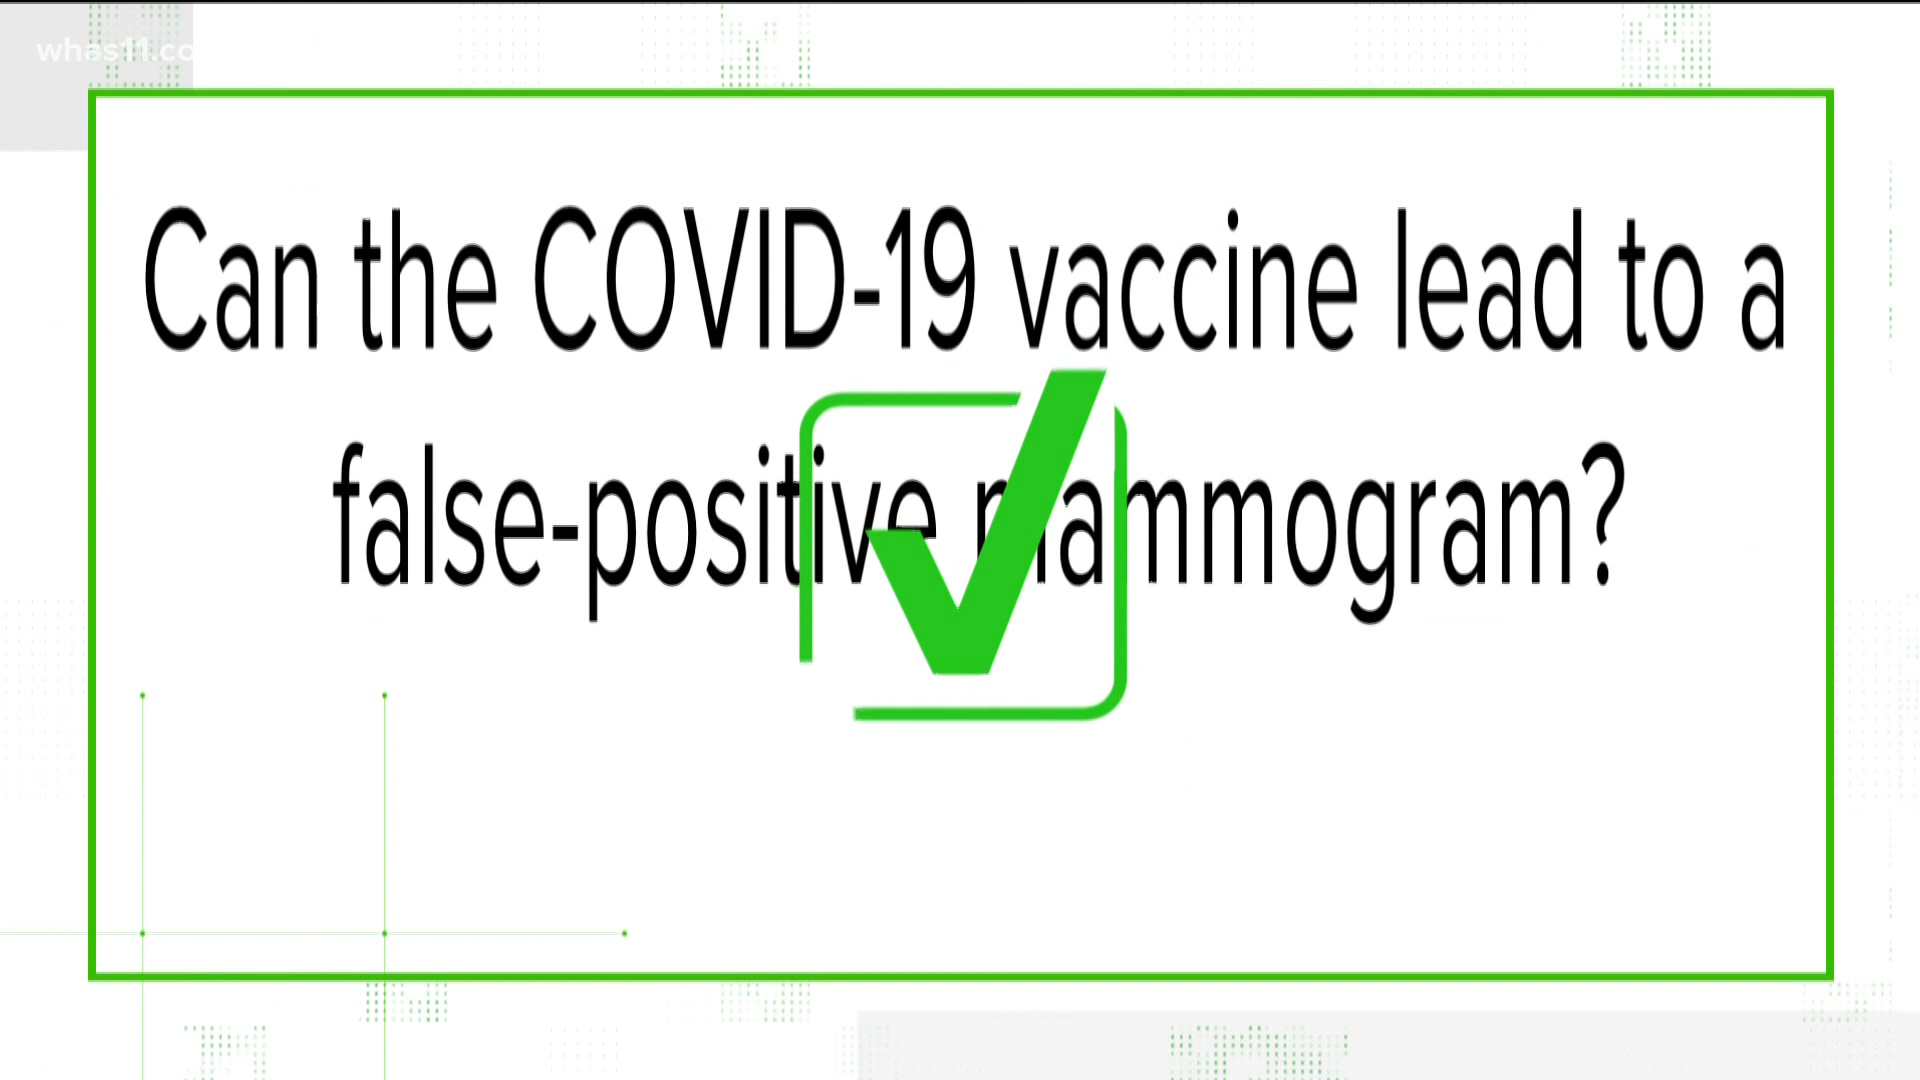 whas11.co
Can the COVID-19 vaccine lead to a
false-positive mammogram?